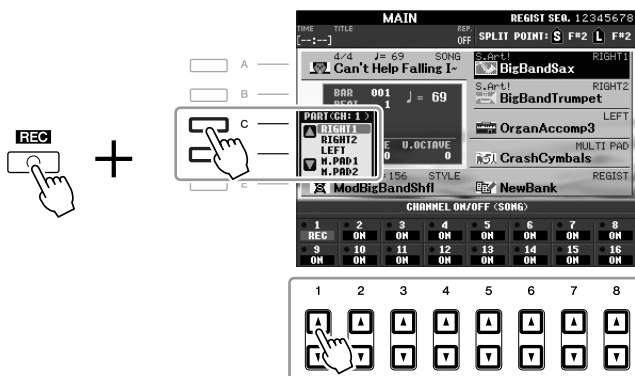 MAIN
REGIST SEQ. 12345678
TIME
TITLE
REP.
[--:--]
OFF
SPLIT POINT: S F#2 L F#2
4/4 ♩= 69 SONG
Can't Help Falling I~
S.Art! RIGHT1
BigBandSax
BAR 001
BEAT 1
♩= 69
S.Art! RIGHT2
BigBandTrumpet
LEFT
OrganAccomp3
PART(CH: 1)
RIGHT1
RIGHT2
LEFT
M.PAD1
M.PAD2
E U.OCTAVE
0 0
MULTI PAD
CrashCymbals
156 STYLE
ModBigBandShfl
REGIST
NewBank
CHANNEL ON/OFF (SONG)
1 2 3 4 5 6 7 8
REC ON ON ON ON ON ON ON
9 10 11 12 13 14 15 16
ON ON ON ON ON ON ON ON
A
B
C
E
REC
1 2 3 4 5 6 7 8